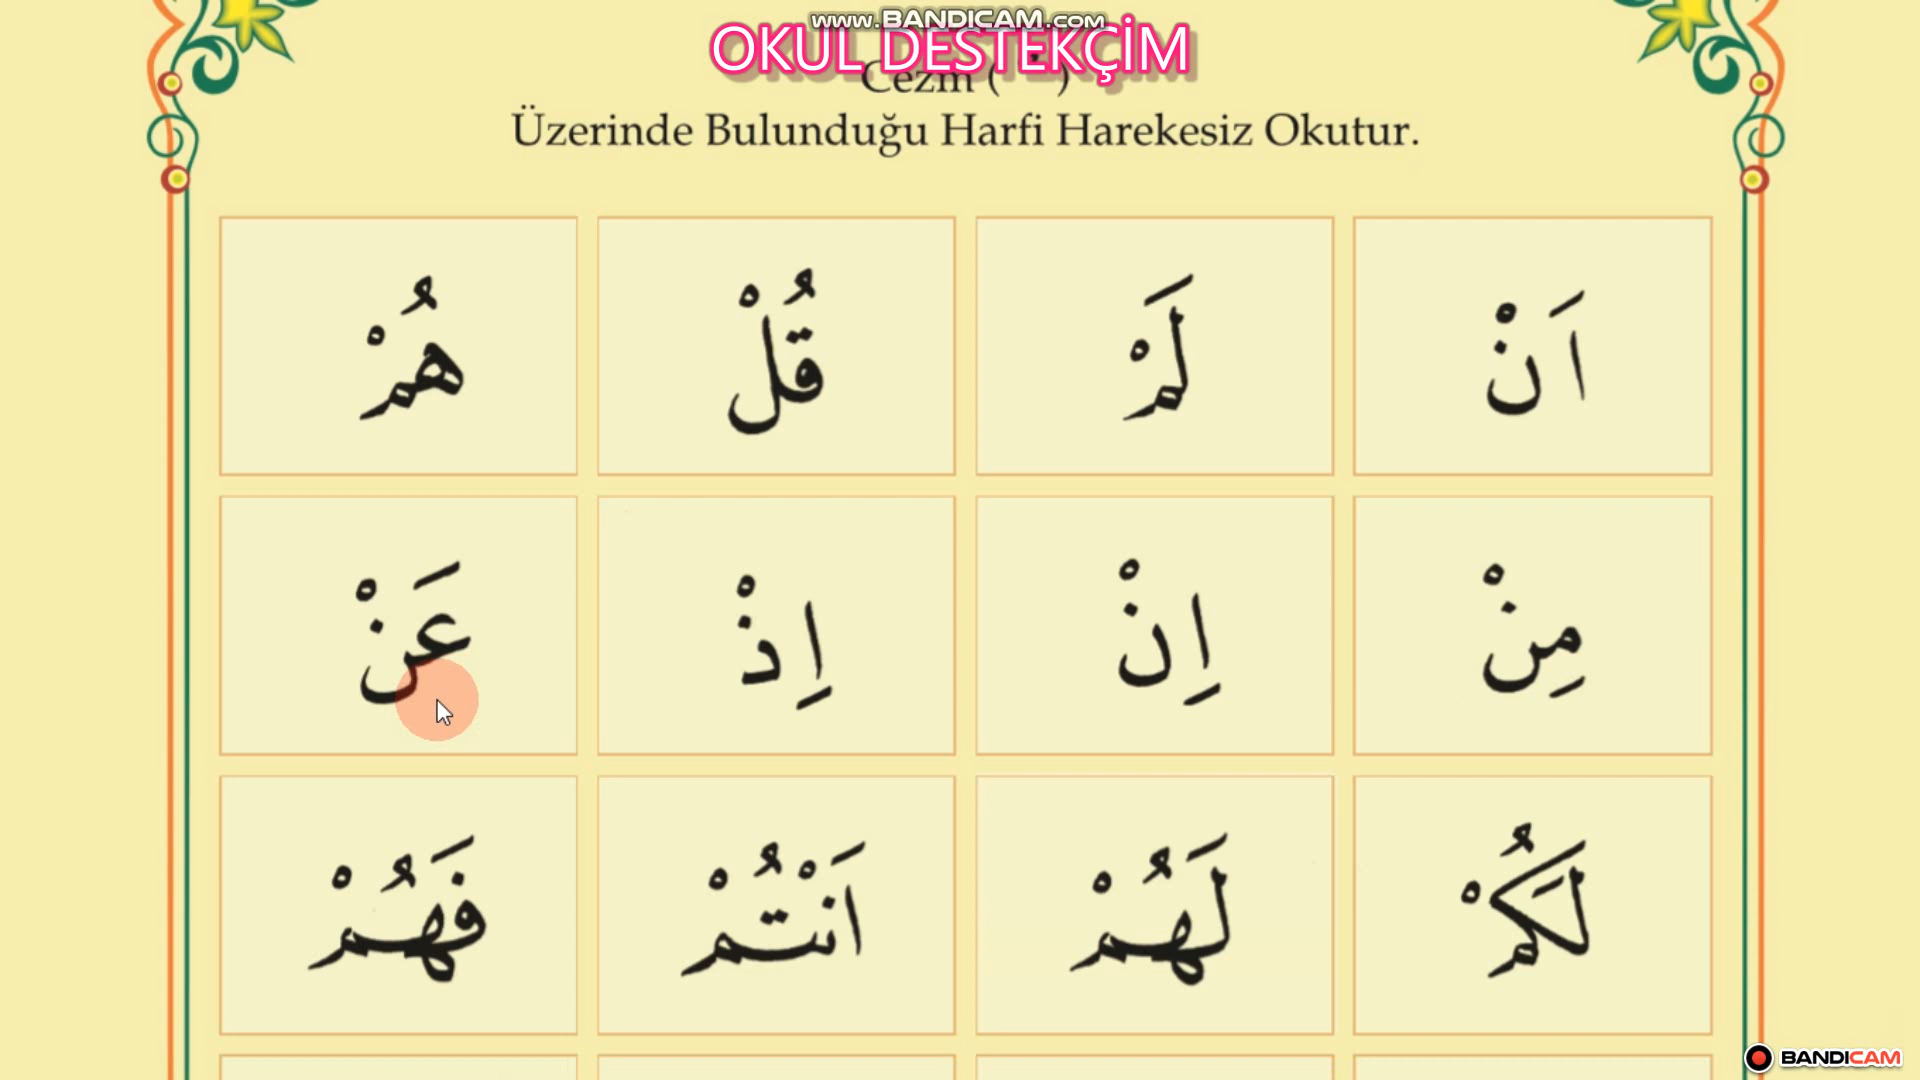 www.BANDICAM.com
OKUL DESTEKÇİM
Cezm ( ْ )
Üzerinde Bulunduğu Harfi Harekesiz Okutur.
اَنْ لَمْ قُلْ هُمْ
مِنْ اِنْ اِذْ عَنْ
لَكُمْ لَهُمْ اَنْتُمْ فَهُمْ
BANDICAM